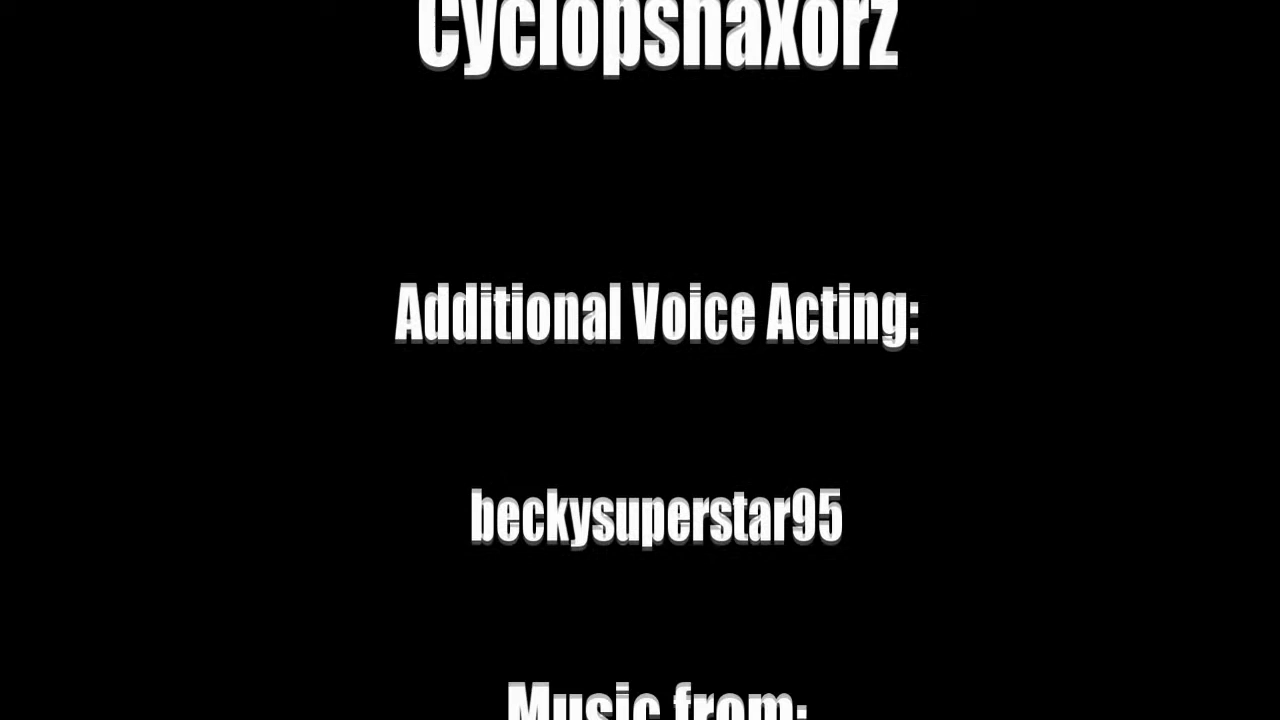 Cyclopshaxorz
Additional Voice Acting:
beckysuperstar95
Music from: